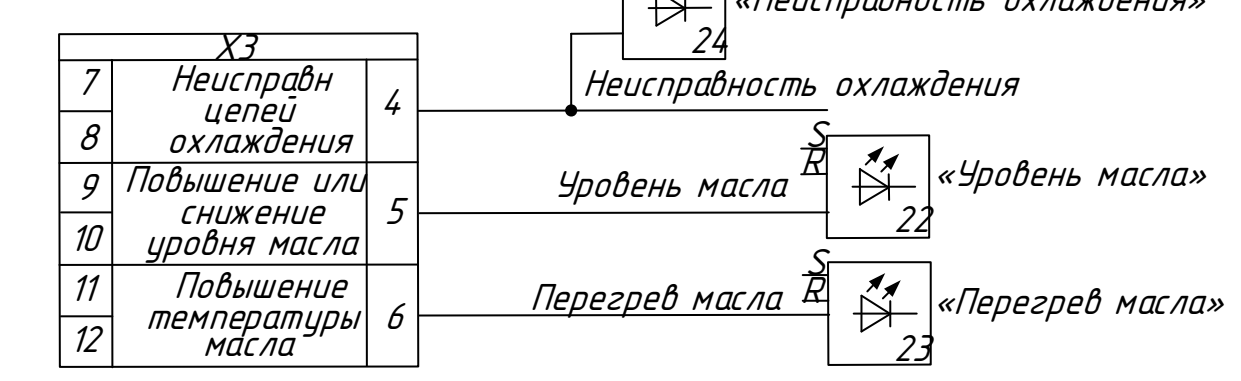 «Неисправность охлаждения»
24
X3
7
Неисправн
цепей
охлаждения
8
4
Неисправность охлаждения
9
Повышение или
снижение
уровня масла
10
5
Уровень масла
S
R
22
«Уровень масла»
11
Повышение
температуры
масла
12
6
Перегрев масла
S
R
23
«Перегрев масла»